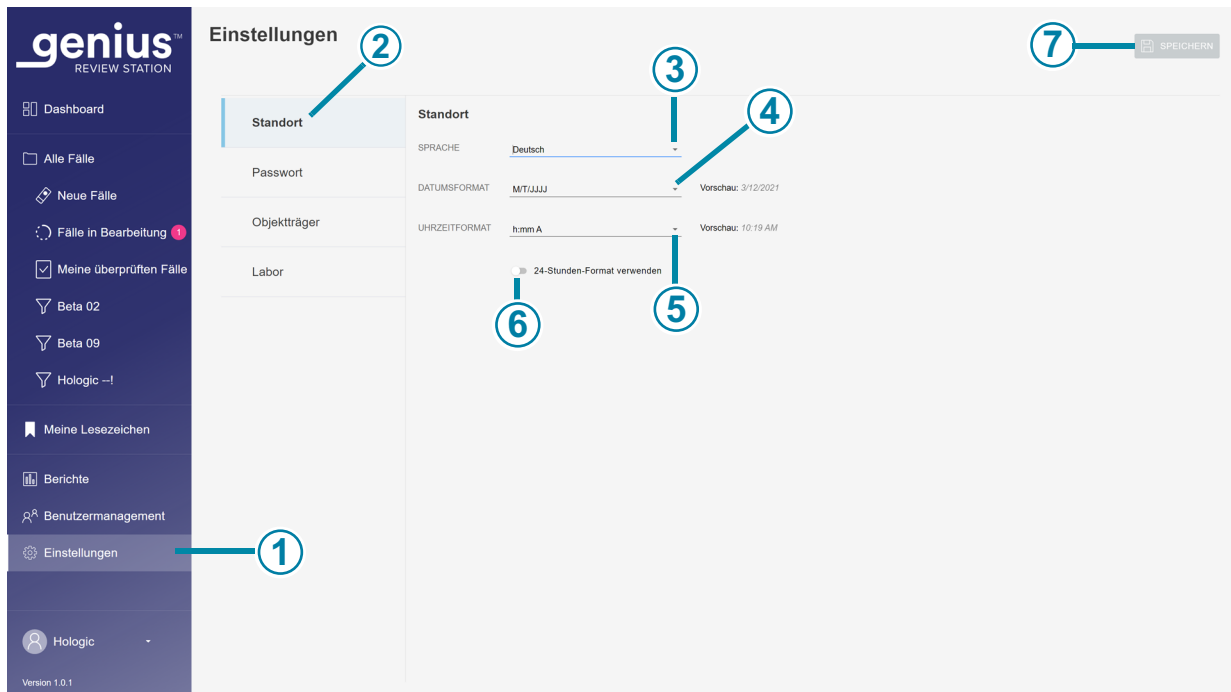 genius™
REVIEW STATION
Dashboard
Alle Fälle
Neue Fälle
Fälle in Bearbeitung 1
Meine überprüften Fälle
Beta 02
Beta 09
Hologic --!
Meine Lesezeichen
Berichte
Benutzermanagement
Einstellungen
Hologic
Version 1.0.1
1
Einstellungen
2
7
SPEICHERN
Standort
Passwort
Objektträger
Labor
Standort
3
4
SPRACHE Deutsch
DATUMSFORMAT M/T/JJJJ Vorschau: 3/12/2021
UHRZEITFORMAT h:mm A Vorschau: 10:19 AM
24-Stunden-Format verwenden
6
5